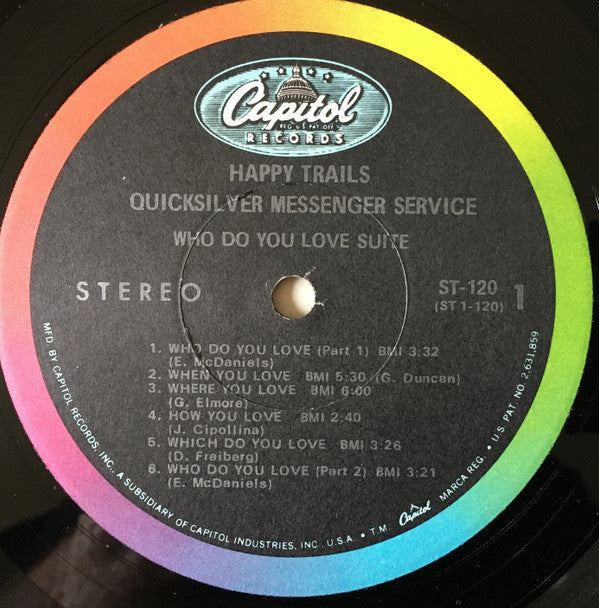 Capitol
REG. U.S. PAT. OFF.
RECORDS
HAPPY TRAILS
QUICKSILVER MESSENGER SERVICE
WHO DO YOU LOVE SUITE
STEREO
ST-120 1
(ST 1-120)
1. WHO DO YOU LOVE (Part 1) BMI 3:32
(E. McDaniels)
2. WHEN YOU LOVE BMI 5:30 (G. Duncan)
3. WHERE YOU LOVE BMI 6:00
(G. Elmore)
4. HOW YOU LOVE BMI 2:40
(J. Cipollina)
5. WHICH DO YOU LOVE BMI 3:26
(D. Freiberg)
6. WHO DO YOU LOVE (Part 2) BMI 3:21
(E. McDaniels)
MFD. BY CAPITOL RECORDS, INC., A SUBSIDIARY OF CAPITOL INDUSTRIES, INC., U.S.A. • T.M. Capitol MARCA REG. • U.S. PAT. NO. 2,631,859